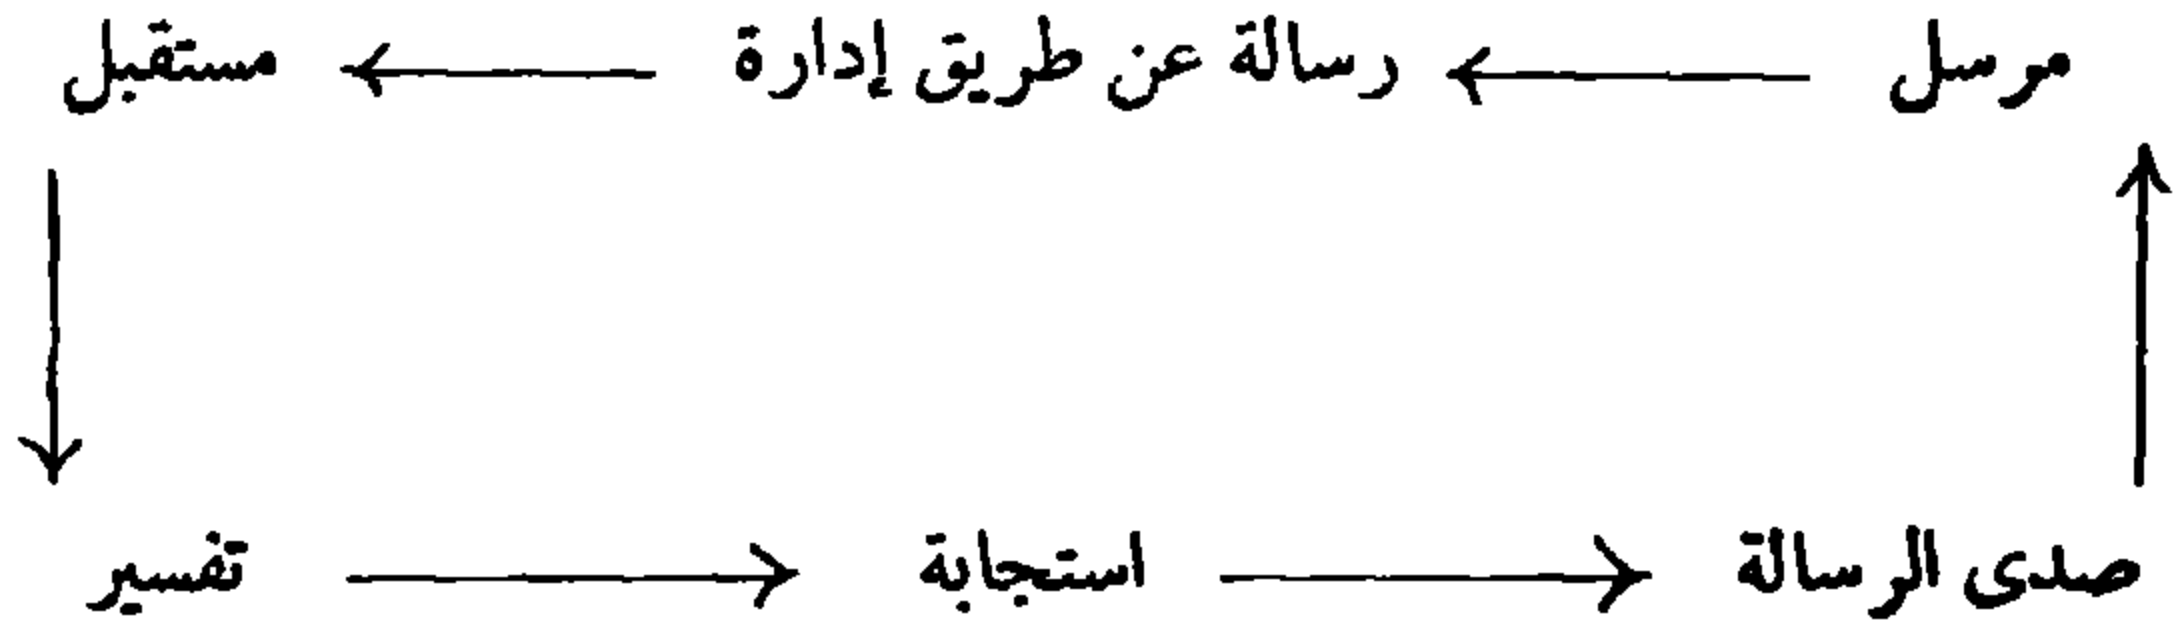 مرسل رسالة عن طريق إدارة مستقبل
صدى الرسالة استجابة تفسير